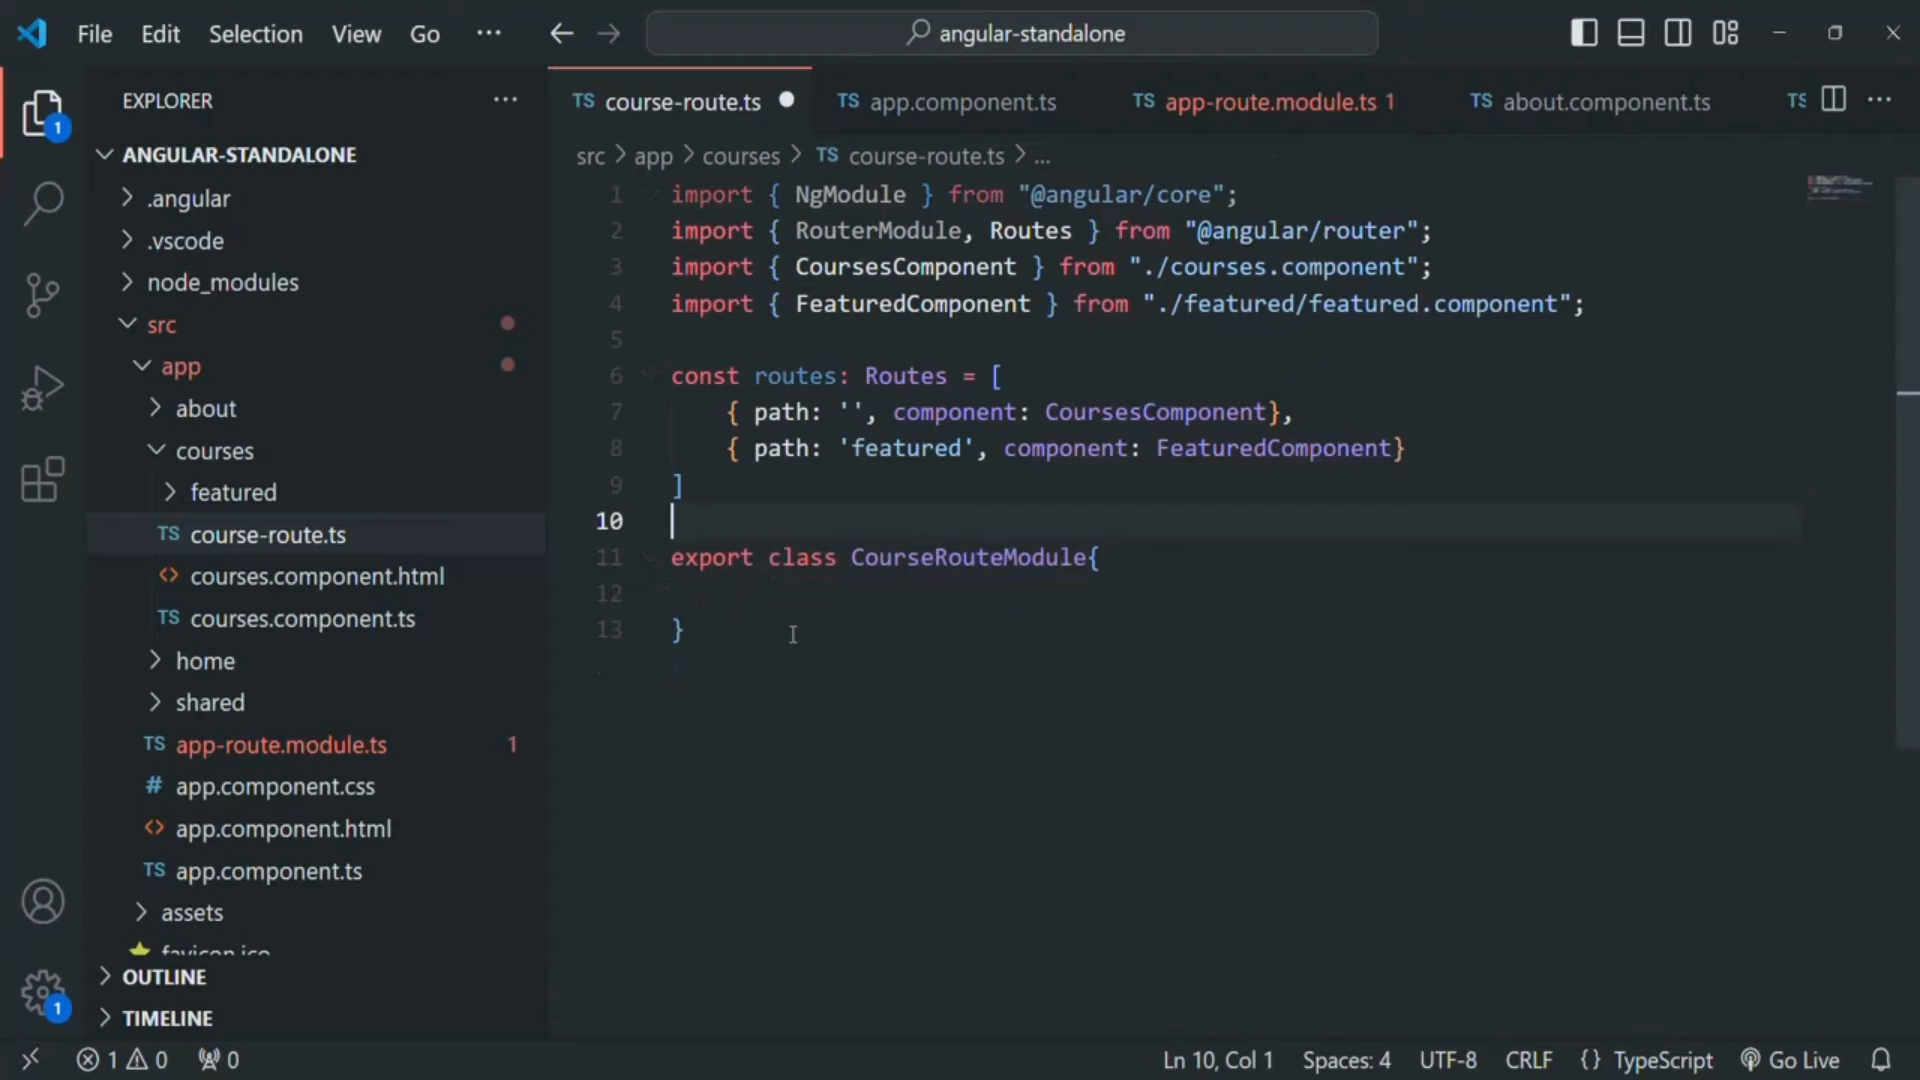 File Edit Selection View Go ··· angular-standalone
EXPLORER ···
ANGULAR-STANDALONE
.angular
.vscode
node_modules
src
app
about
courses
featured
TS course-route.ts
<> courses.component.html
TS courses.component.ts
home
shared
TS app-route.module.ts 1
# app.component.css
<> app.component.html
TS app.component.ts
assets
favicon.ico
OUTLINE
TIMELINE
1
1
TS course-route.ts TS app.component.ts TS app-route.module.ts 1 TS about.component.ts TS ···
src > app > courses > TS course-route.ts > ...
1 import { NgModule } from "@angular/core";
2 import { RouterModule, Routes } from "@angular/router";
3 import { CoursesComponent } from "./courses.component";
4 import { FeaturedComponent } from "./featured/featured.component";
5
6 const routes: Routes = [
7 { path: '', component: CoursesComponent},
8 { path: 'featured', component: FeaturedComponent}
9 ]
10
11 export class CourseRouteModule{
12
13 }
1 0 0 Ln 10, Col 1 Spaces: 4 UTF-8 CRLF {} TypeScript Go Live